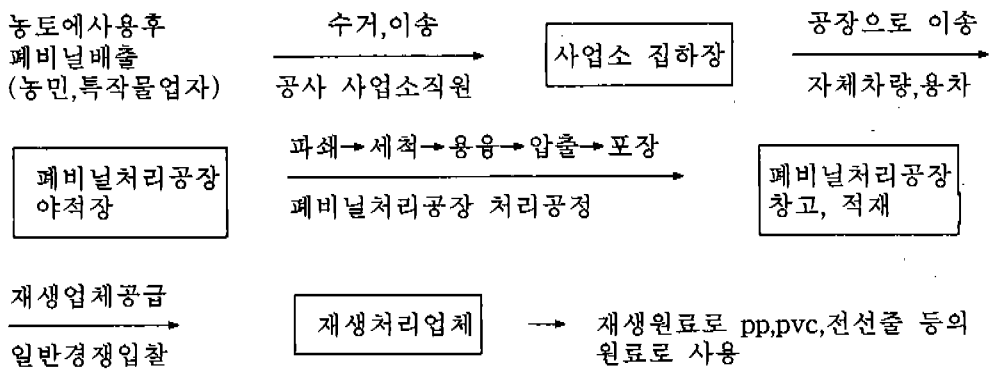 농토에사용후
폐비닐배출
(농민,특작물업자)
수거,이송
공사 사업소직원
사업소 집하장
공장으로 이송
자체차량,용차
폐비닐처리공장
야적장
파쇄→세척→용융→압출→포장
폐비닐처리공장 처리공정
폐비닐처리공장
창고, 적재
재생업체공급
일반경쟁입찰
재생처리업체
→ 재생원료로 pp,pvc,전선줄 등의
원료로 사용